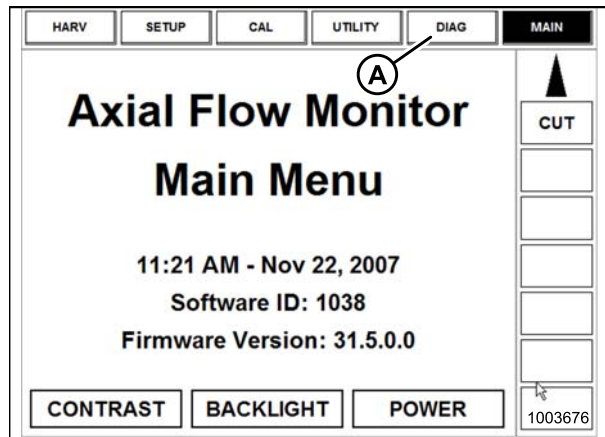 HARV SETUP CAL UTILITY DIAG MAIN
A
Axial Flow Monitor
CUT
Main Menu
11:21 AM - Nov 22, 2007
Software ID: 1038
Firmware Version: 31.5.0.0
CONTRAST BACKLIGHT POWER
1003676